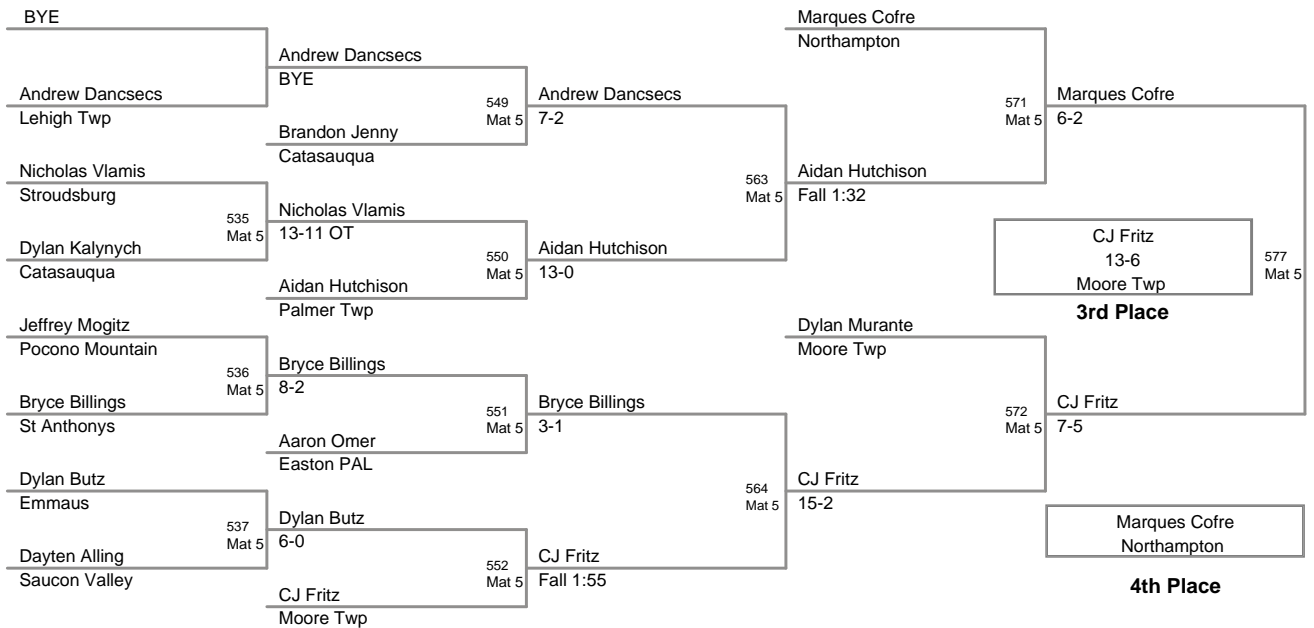 BYE
Andrew Dancsecs
Lehigh Twp
Nicholas Vlamis
Stroudsburg
535
Mat 5
Dylan Kalynych
Catasauqua
Jeffrey Mogitz
Pocono Mountain
536
Mat 5
Bryce Billings
St Anthonys
Dylan Butz
Emmaus
537
Mat 5
Dayten Alling
Saucon Valley
Andrew Dancsecs
BYE
549
Mat 5
Brandon Jenny
Catasauqua
Nicholas Vlamis
13-11 OT
550
Mat 5
Aidan Hutchison
Palmer Twp
Bryce Billings
8-2
551
Mat 5
Aaron Omer
Easton PAL
Dylan Butz
6-0
552
Mat 5
CJ Fritz
Moore Twp
Andrew Dancsecs
7-2
563
Mat 5
Aidan Hutchison
13-0
Bryce Billings
3-1
564
Mat 5
CJ Fritz
Fall 1:55
Marques Cofre
Northampton
571
Mat 5
Aidan Hutchison
Fall 1:32
Dylan Murante
Moore Twp
572
Mat 5
CJ Fritz
15-2
Marques Cofre
6-2
CJ Fritz
13-6
Moore Twp
3rd Place
577
Mat 5
CJ Fritz
7-5
Marques Cofre
Northampton
4th Place